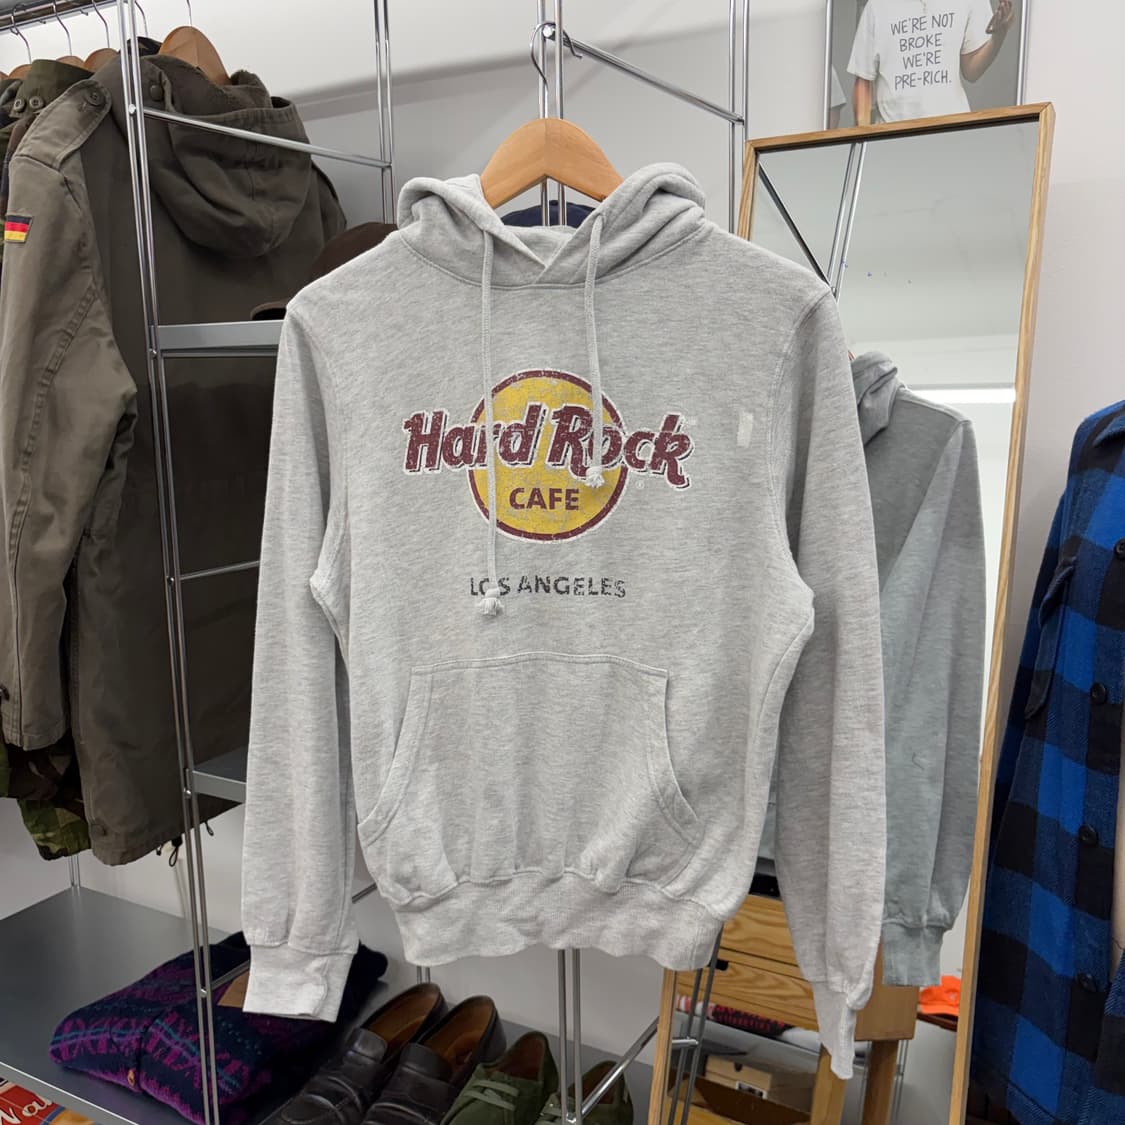 WE'RE NOT
BROKE
WE'RE
PRE-RICH.
Hard Rock
®
CAFE
LOS ANGELES